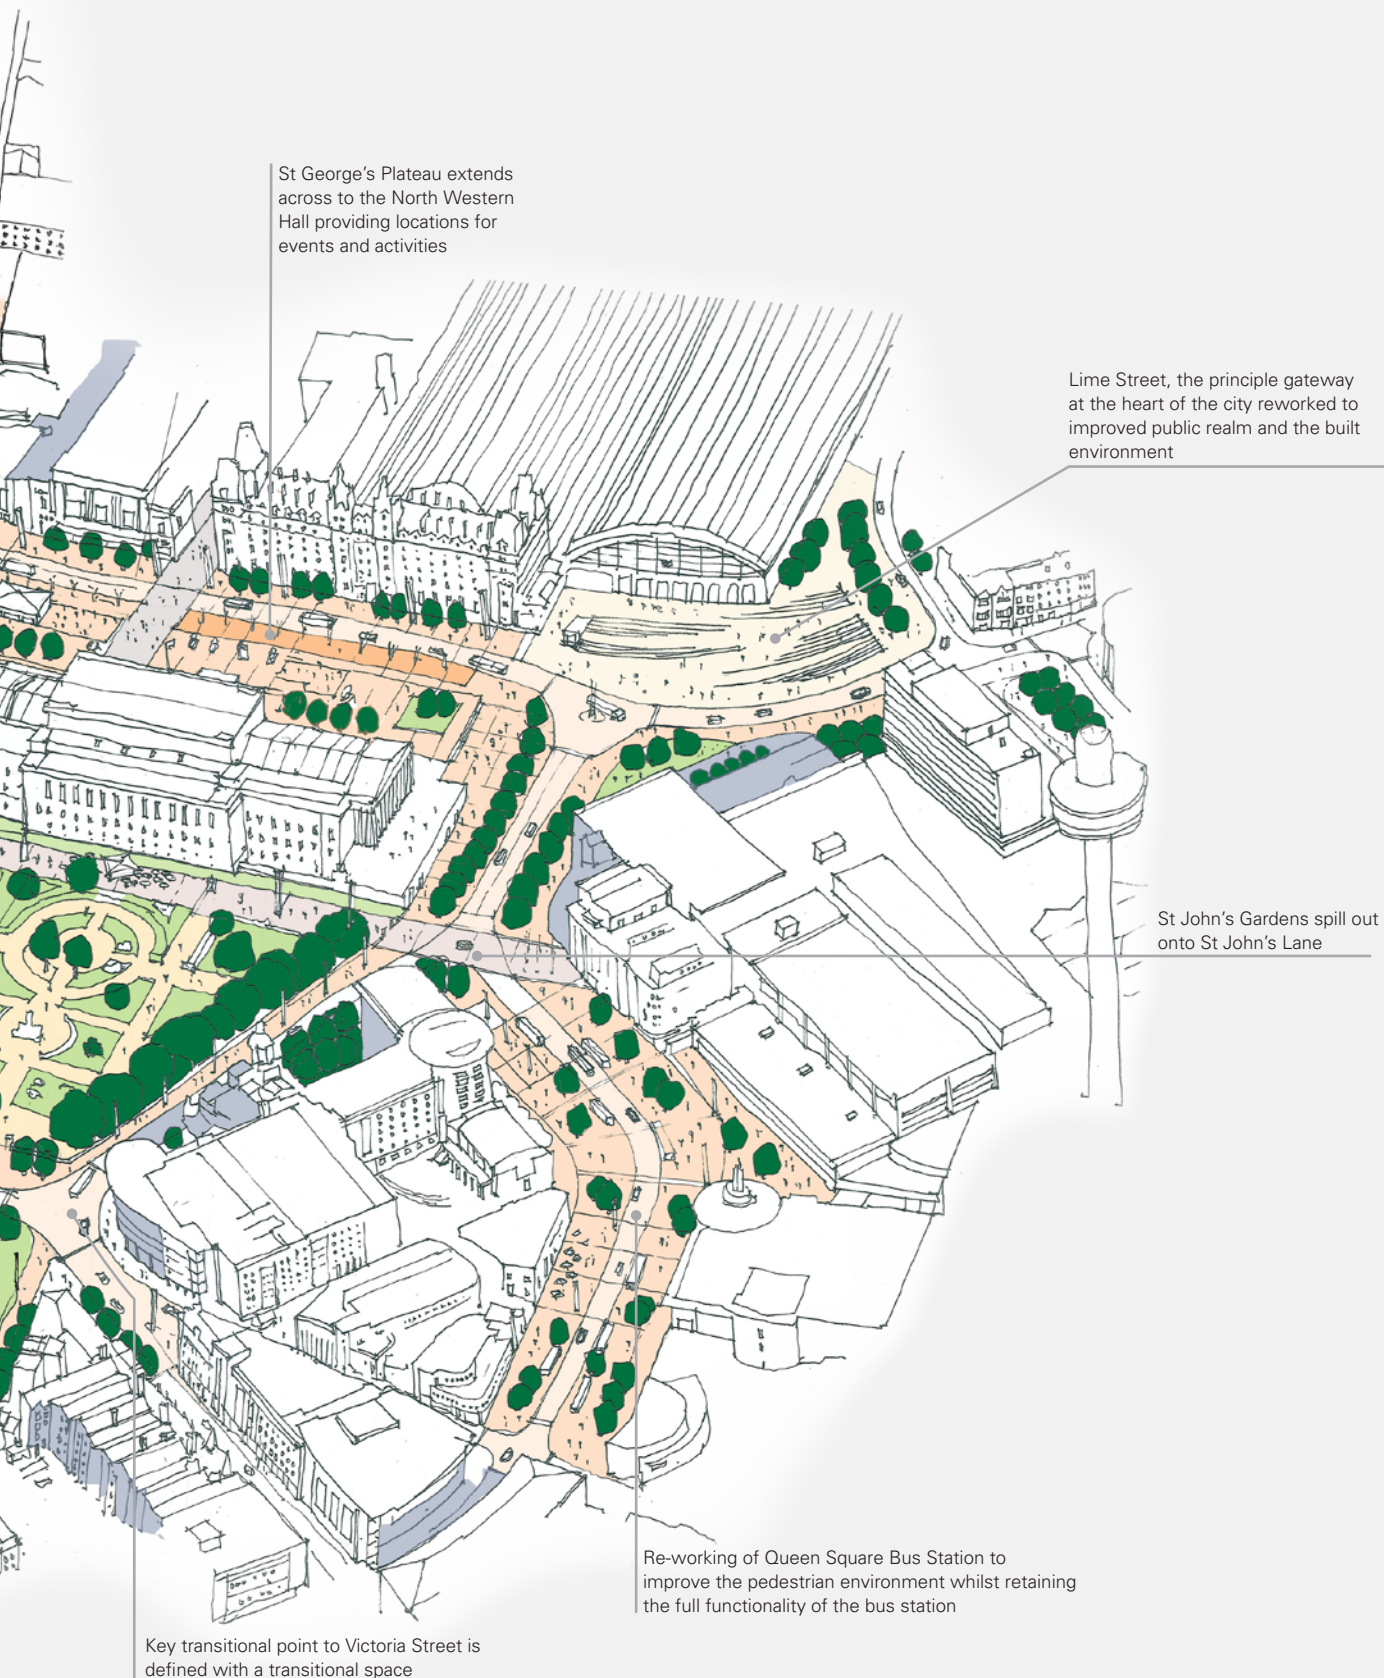 St George’s Plateau extends
across to the North Western
Hall providing locations for
events and activities
Lime Street, the principle gateway
at the heart of the city reworked to
improved public realm and the built
environment
St John’s Gardens spill out
onto St John’s Lane
Re-working of Queen Square Bus Station to
improve the pedestrian environment whilst retaining
the full functionality of the bus station
Key transitional point to Victoria Street is
defined with a transitional space